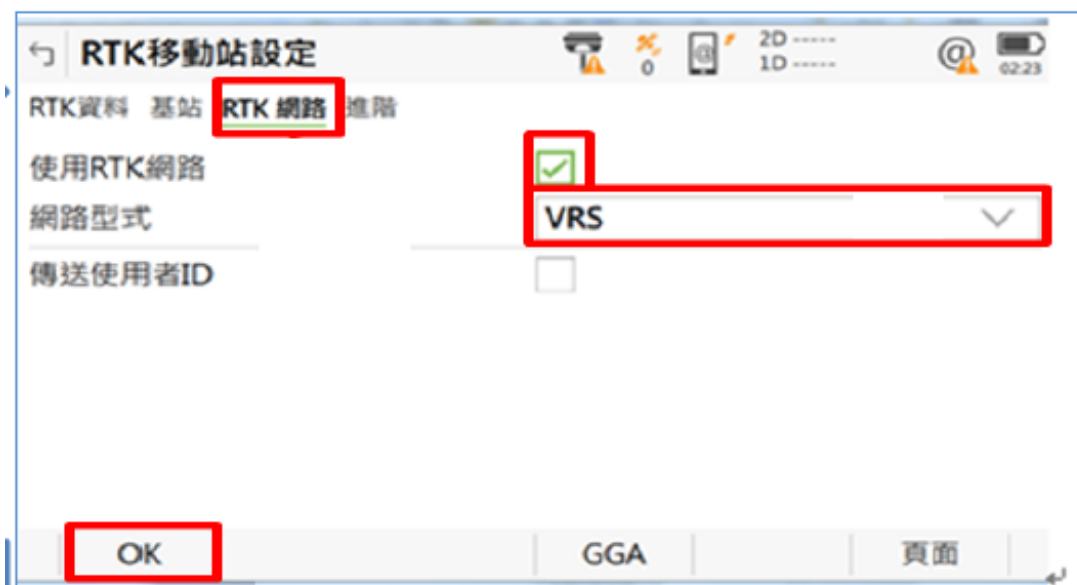 RTK移動站設定 0 @ 2D ----- 1D ----- @ 02:23
RTK資料 基站 RTK 網路 進階
使用RTK網路
網路型式 VRS
傳送使用者ID
OK GGA 頁面